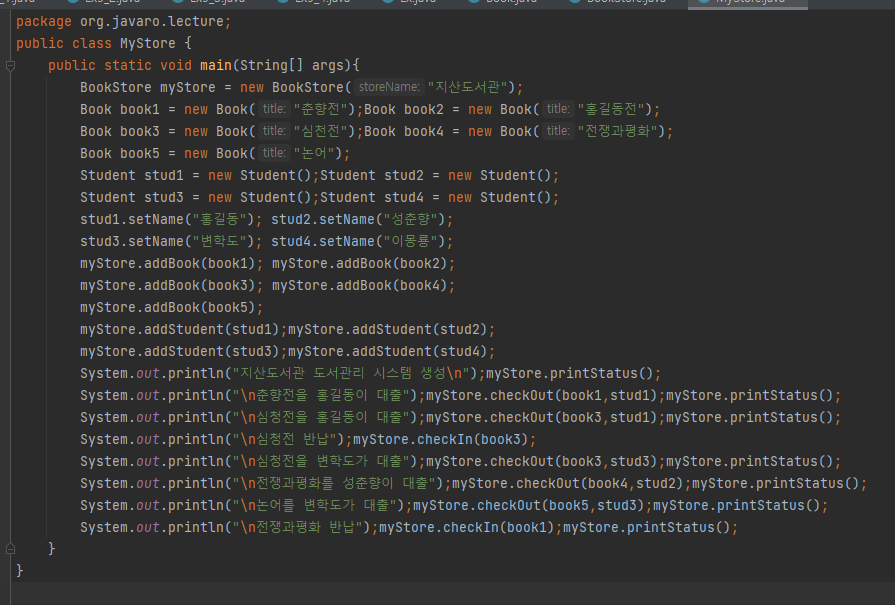 MyStore.java
package org.javaro.lecture;
public class MyStore {
public static void main(String[] args){
BookStore myStore = new BookStore( storeName: "지산도서관");
Book book1 = new Book( title: "춘향전");Book book2 = new Book( title: "홍길동전");
Book book3 = new Book( title: "심천전");Book book4 = new Book( title: "전쟁과평화");
Book book5 = new Book( title: "논어");
Student stud1 = new Student();Student stud2 = new Student();
Student stud3 = new Student();Student stud4 = new Student();
stud1.setName("홍길동"); stud2.setName("성춘향");
stud3.setName("변학도"); stud4.setName("이몽룡");
myStore.addBook(book1); myStore.addBook(book2);
myStore.addBook(book3); myStore.addBook(book4);
myStore.addBook(book5);
myStore.addStudent(stud1);myStore.addStudent(stud2);
myStore.addStudent(stud3);myStore.addStudent(stud4);
System.out.println("지산도서관 도서관리 시스템 생성\n");myStore.printStatus();
System.out.println("\n춘향전을 홍길동이 대출");myStore.checkOut(book1,stud1);myStore.printStatus();
System.out.println("\n심청전을 홍길동이 대출");myStore.checkOut(book3,stud1);myStore.printStatus();
System.out.println("\n심청전 반납");myStore.checkIn(book3);
System.out.println("\n심청전을 변학도가 대출");myStore.checkOut(book3,stud3);myStore.printStatus();
System.out.println("\n전쟁과평화를 성춘향이 대출");myStore.checkOut(book4,stud2);myStore.printStatus();
System.out.println("\n논어를 변학도가 대출");myStore.checkOut(book5,stud3);myStore.printStatus();
System.out.println("\n전쟁과평화 반납");myStore.checkIn(book1);myStore.printStatus();
}
}